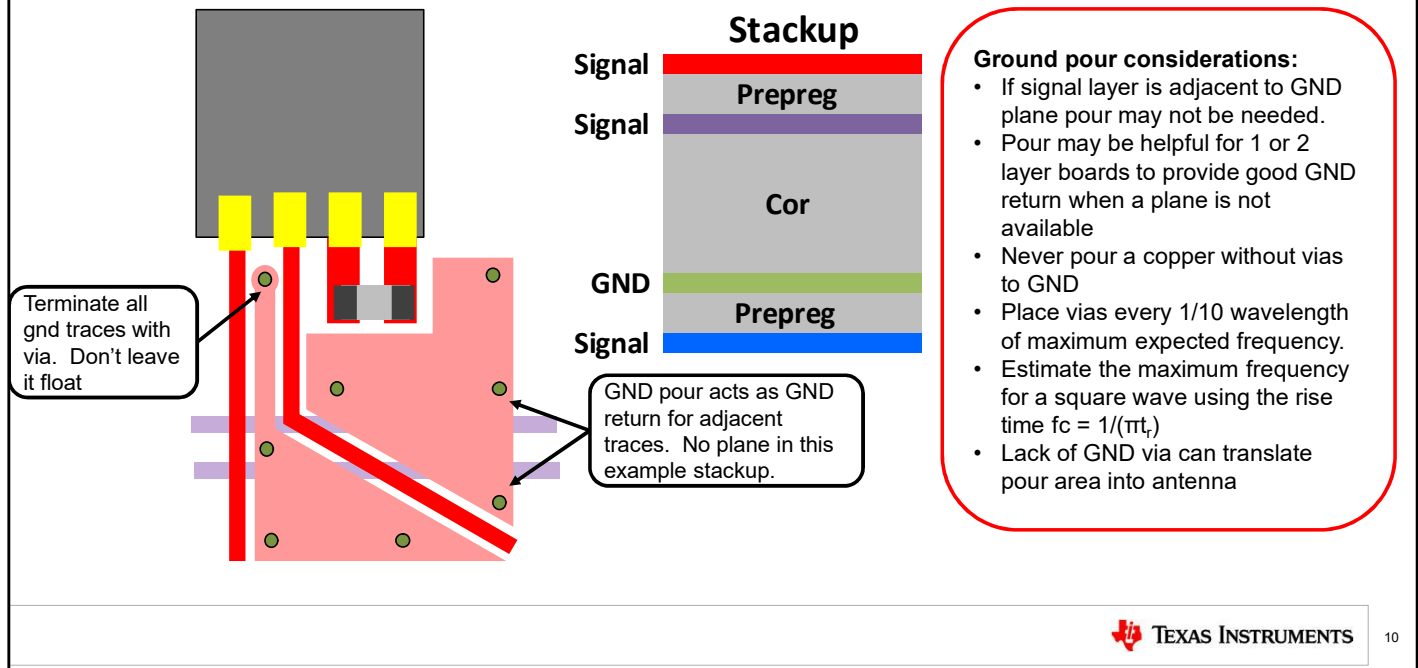 Stackup
Signal
Prepreg
Signal
Cor
GND
Prepreg
Signal
Terminate all
gnd traces with
via.  Don't leave
it float
GND pour acts as GND
return for adjacent
traces.  No plane in this
example stackup.
Ground pour considerations:
• If signal layer is adjacent to GND
plane pour may not be needed.
• Pour may be helpful for 1 or 2
layer boards to provide good GND
return when a plane is not
available
• Never pour a copper without vias
to GND
• Place vias every 1/10 wavelength
of maximum expected frequency.
• Estimate the maximum frequency
for a square wave using the rise
time fc = 1/(πtᵣ)
• Lack of GND via can translate
pour area into antenna
TEXAS INSTRUMENTS
10